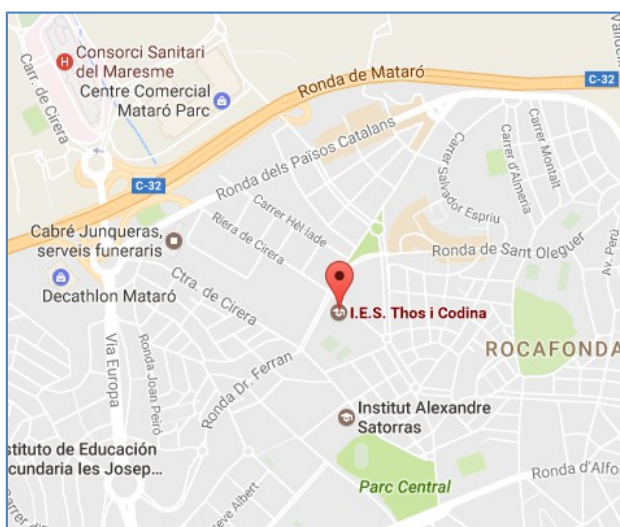 Consorci Sanitari
del Maresme
Centre Comercial
Mataró Parc
Carr. de Cirera
Ronda de Mataró
C-32
C-32
Ronda dels Països Catalans
Carrer Salvador Espriu
Carrer d'Almeria
Carrer Montalt
Av. Perú
Cabré Junqueras,
serveis funeraris
Riera de Cirera
Carrer Hèl·lade
Ronda de Sant Oleguer
Decathlon Mataró
Ctra. de Cirera
I.E.S. Thos i Codina
ROCAFONDA
Via Europa
Ronda Joan Peiró
Ronda Dr. Ferran
Institut Alexandre
Satorras
stituto de Educación
cundaria Ies Josep...
Parc Central
Ronda d'Alfo
H